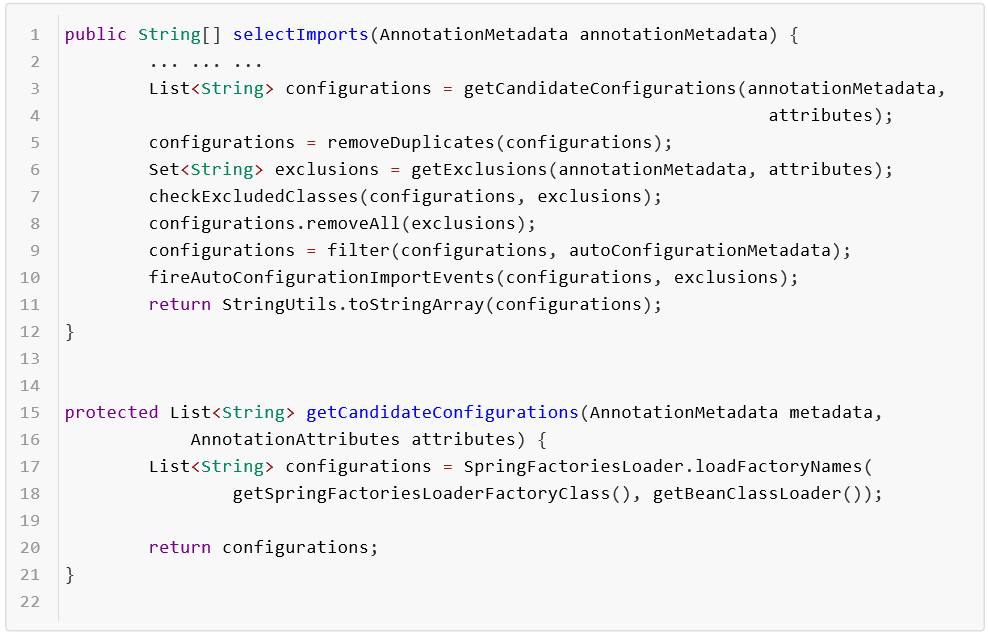 1 public String[] selectImports(AnnotationMetadata annotationMetadata) {
2         ... ... ...
3         List<String> configurations = getCandidateConfigurations(annotationMetadata,
4                                                                    attributes);
5         configurations = removeDuplicates(configurations);
6         Set<String> exclusions = getExclusions(annotationMetadata, attributes);
7         checkExcludedClasses(configurations, exclusions);
8         configurations.removeAll(exclusions);
9         configurations = filter(configurations, autoConfigurationMetadata);
10         fireAutoConfigurationImportEvents(configurations, exclusions);
11         return StringUtils.toStringArray(configurations);
12 }
13
14
15 protected List<String> getCandidateConfigurations(AnnotationMetadata metadata,
16             AnnotationAttributes attributes) {
17         List<String> configurations = SpringFactoriesLoader.loadFactoryNames(
18                 getSpringFactoriesLoaderFactoryClass(), getBeanClassLoader());
19
20         return configurations;
21 }
22